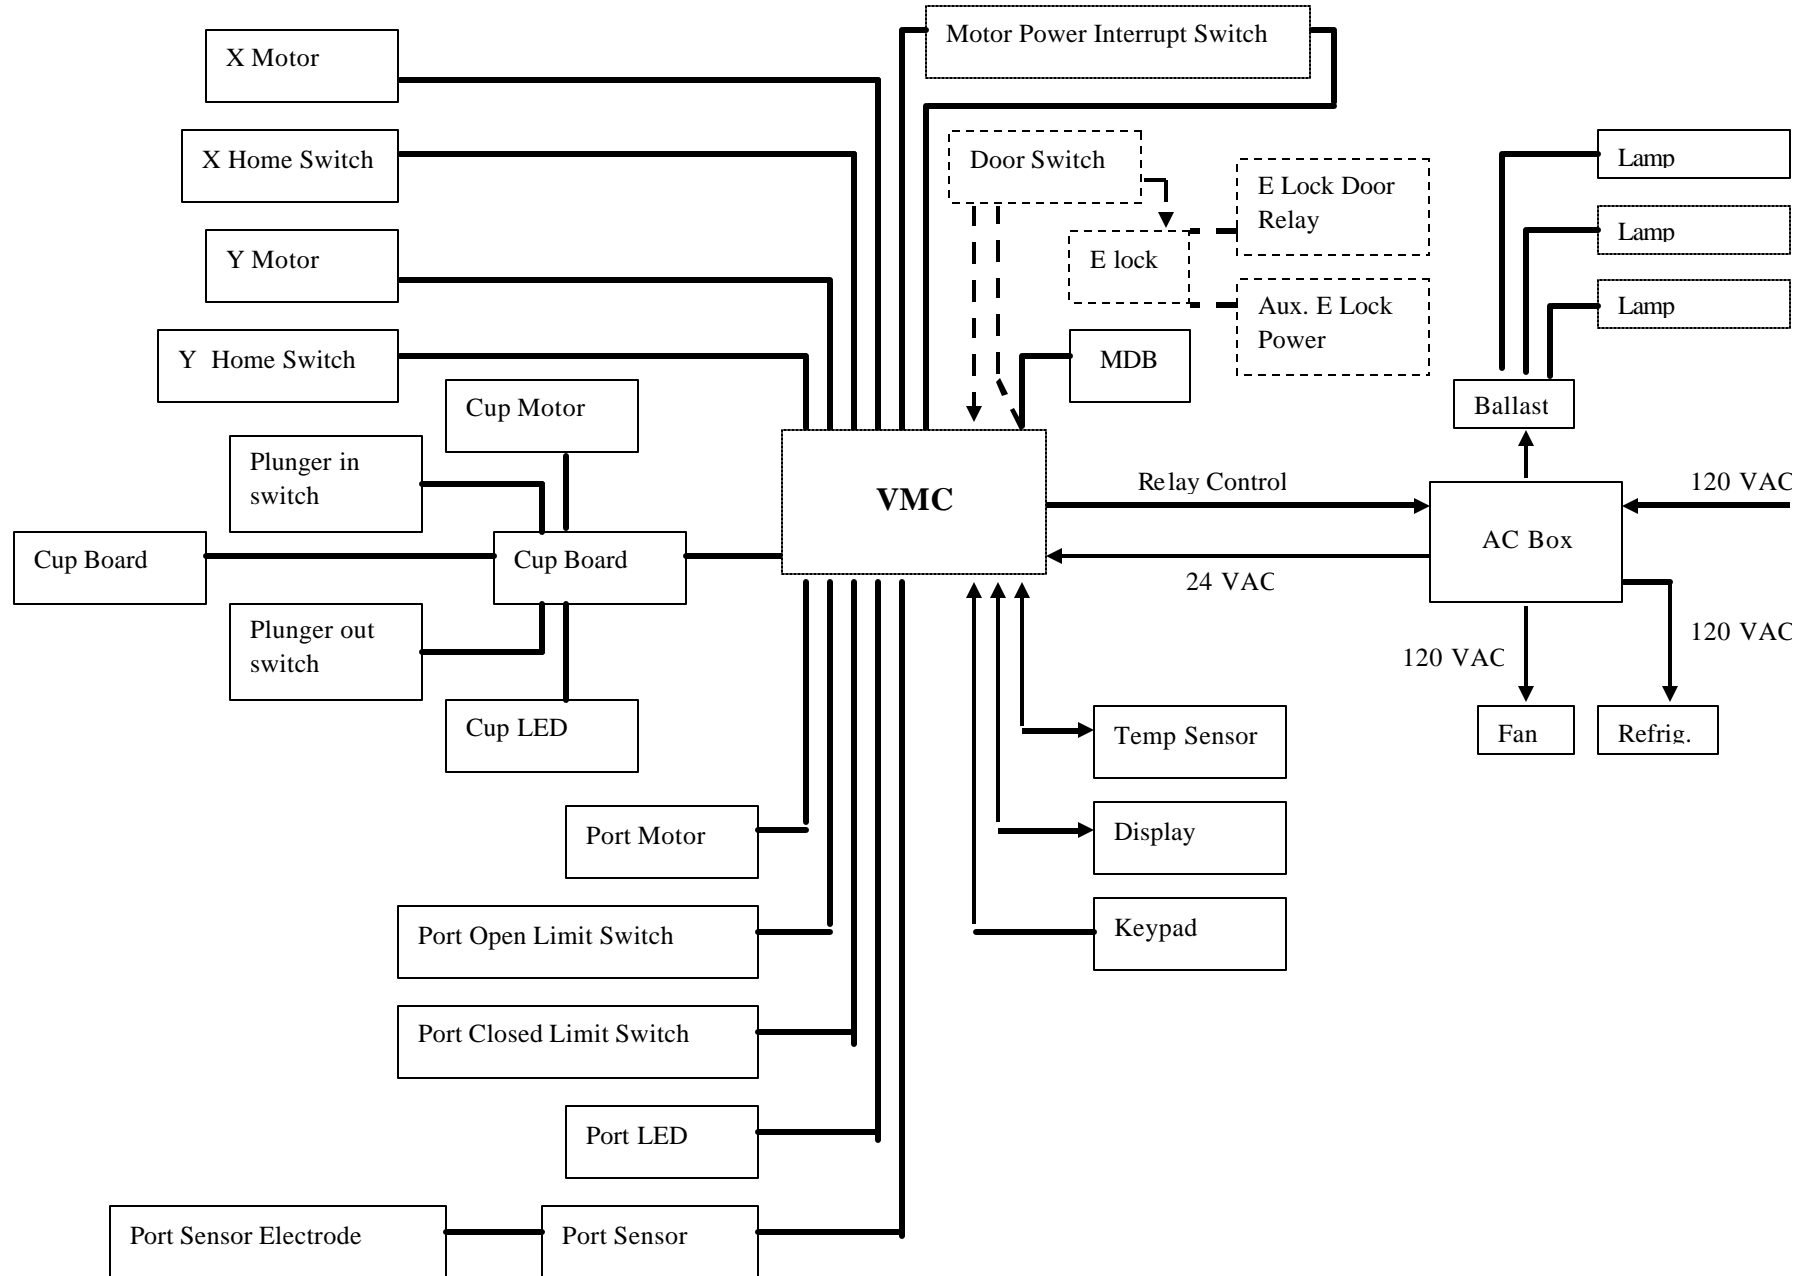 Motor Power Interrupt Switch
X Motor
X Home Switch
Door Switch
E Lock Door
Relay
Lamp
Lamp
Lamp
Y Motor
E lock
Aux. E Lock
Power
Y Home Switch
MDB
Cup Motor
Ballast
Plunger in
switch
VMC
Relay Control
120 VAC
Cup Board
Cup Board
AC Box
24 VAC
Plunger out
switch
120 VAC
120 VAC
Cup LED
Temp Sensor
Fan
Refrig.
Port Motor
Display
Port Open Limit Switch
Keypad
Port Closed Limit Switch
Port LED
Port Sensor Electrode
Port Sensor